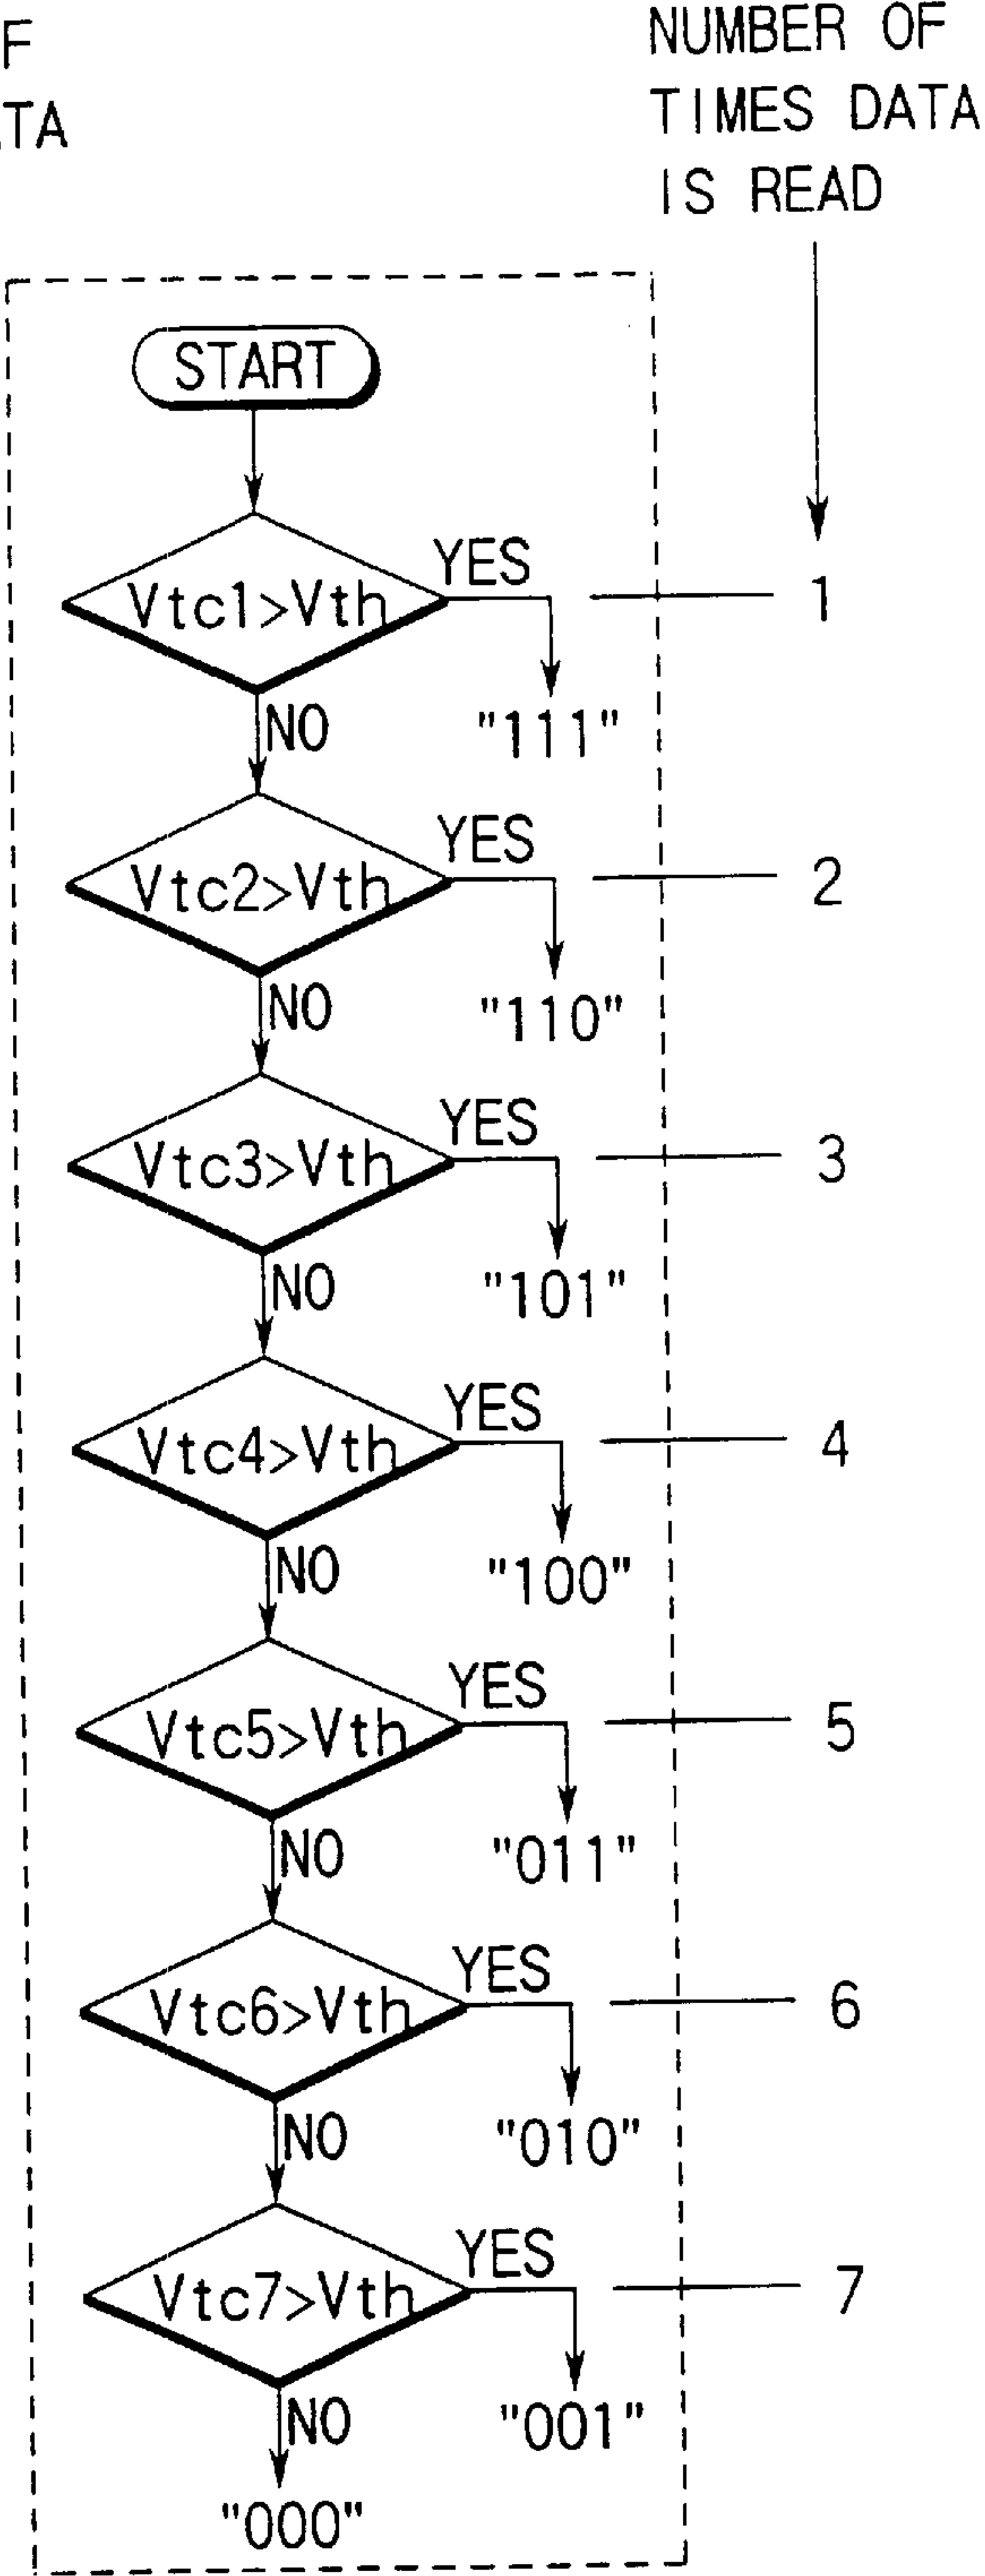 F
TA
NUMBER OF
TIMES DATA
IS READ
START
Vtc1>Vth
YES
1
"111"
NO
Vtc2>Vth
YES
2
"110"
NO
Vtc3>Vth
YES
3
"101"
NO
Vtc4>Vth
YES
4
"100"
NO
Vtc5>Vth
YES
5
"011"
NO
Vtc6>Vth
YES
6
"010"
NO
Vtc7>Vth
YES
7
"001"
NO
"000"